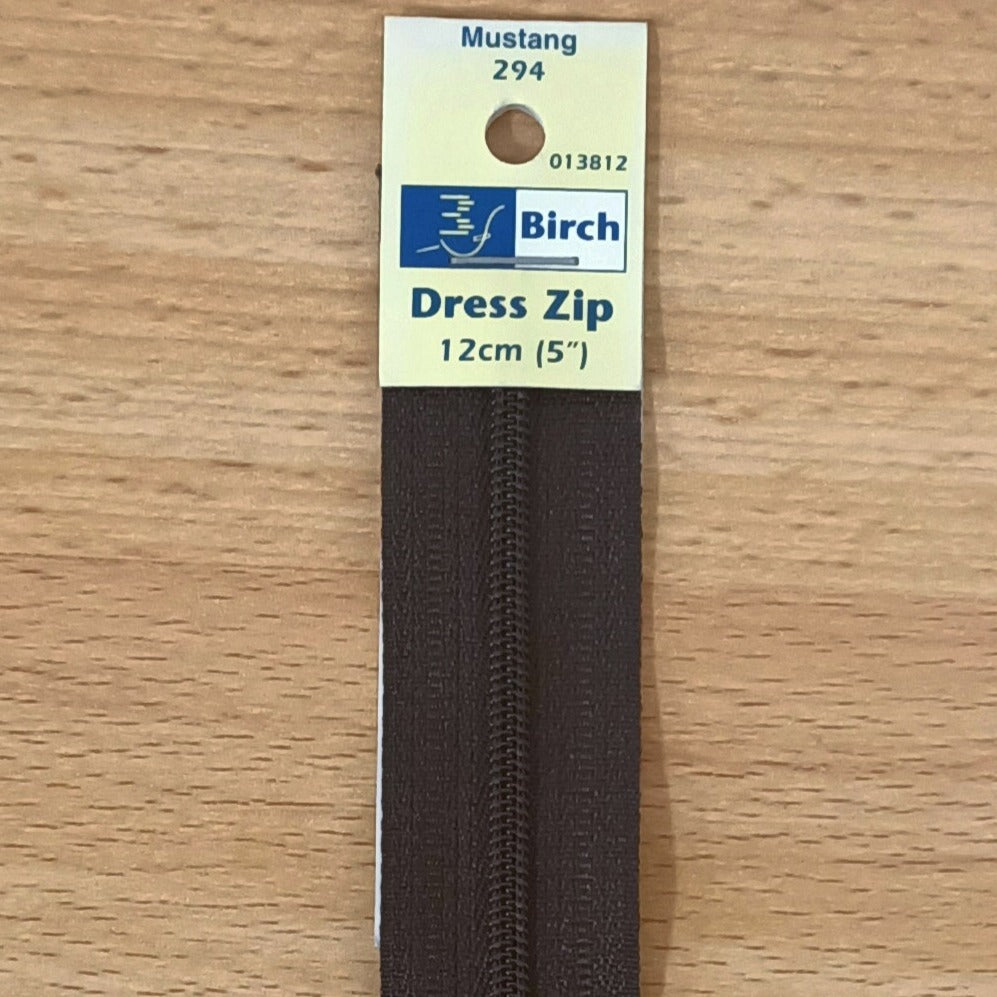 Mustang
294
013812
Birch
Dress Zip
12cm (5″)